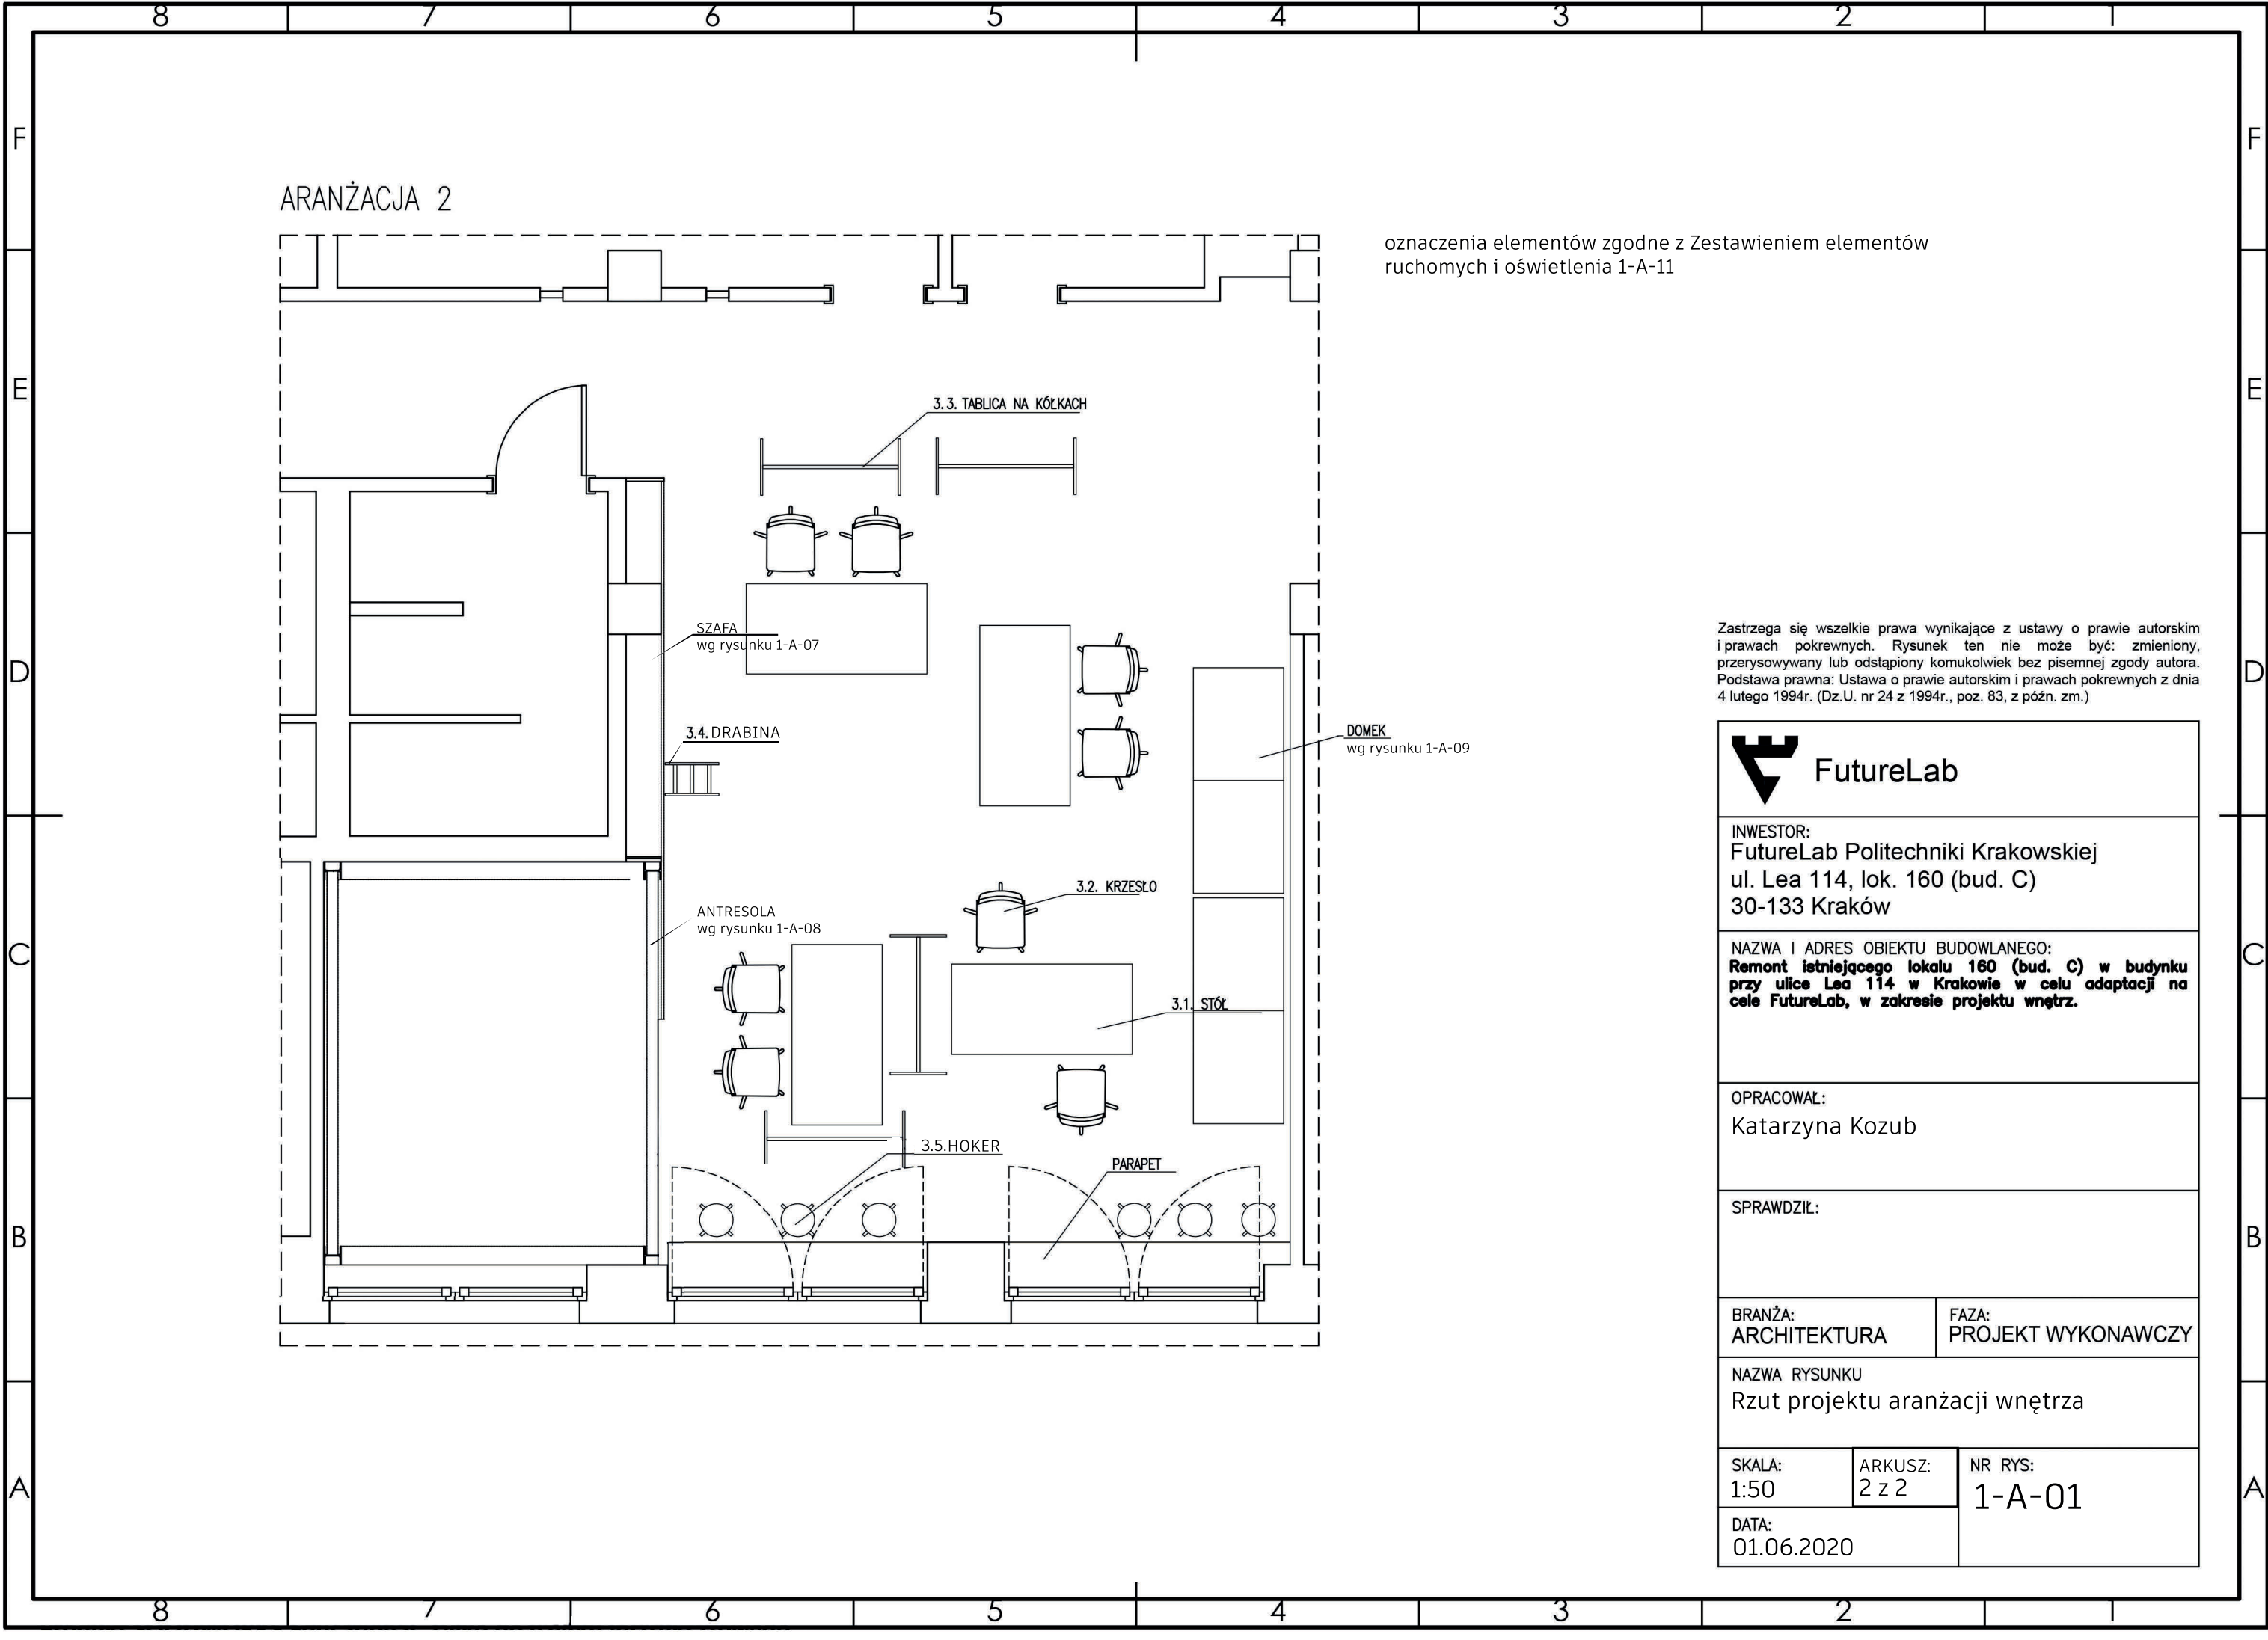 8 7 6 5 4 3 2 1
F F
ARANŻACJA 2
oznaczenia elementów zgodne z Zestawieniem elementów
ruchomych i oświetlenia 1-A-11
E E
3.3. TABLICA NA KÓŁKACH
SZAFA
wg rysunku 1-A-07
D D
3.4. DRABINA
DOMEK
wg rysunku 1-A-09
3.2. KRZESŁO
ANTRESOLA
wg rysunku 1-A-08
C C
3.1. STÓŁ
3.5.HOKER
PARAPET
B B
Zastrzega się wszelkie prawa wynikające z ustawy o prawie autorskim
i prawach pokrewnych. Rysunek ten nie może być: zmieniony,
przerysowywany lub odstąpiony komukolwiek bez pisemnej zgody autora.
Podstawa prawna: Ustawa o prawie autorskim i prawach pokrewnych z dnia
4 lutego 1994r. (Dz.U. nr 24 z 1994r., poz. 83, z późn. zm.)
FutureLab
INWESTOR:
FutureLab Politechniki Krakowskiej
ul. Lea 114, lok. 160 (bud. C)
30-133 Kraków
NAZWA I ADRES OBIEKTU BUDOWLANEGO:
Remont istniejącego lokalu 160 (bud. C) w budynku
przy ulice Lea 114 w Krakowie w celu adaptacji na
cele FutureLab, w zakresie projektu wnętrz.
OPRACOWAŁ:
Katarzyna Kozub
SPRAWDZIŁ:
BRANŻA:
ARCHITEKTURA
FAZA:
PROJEKT WYKONAWCZY
NAZWA RYSUNKU
Rzut projektu aranżacji wnętrza
SKALA:
1:50
ARKUSZ:
2 z 2
NR RYS:
1-A-01
DATA:
01.06.2020
A A
8 7 6 5 4 3 2 1